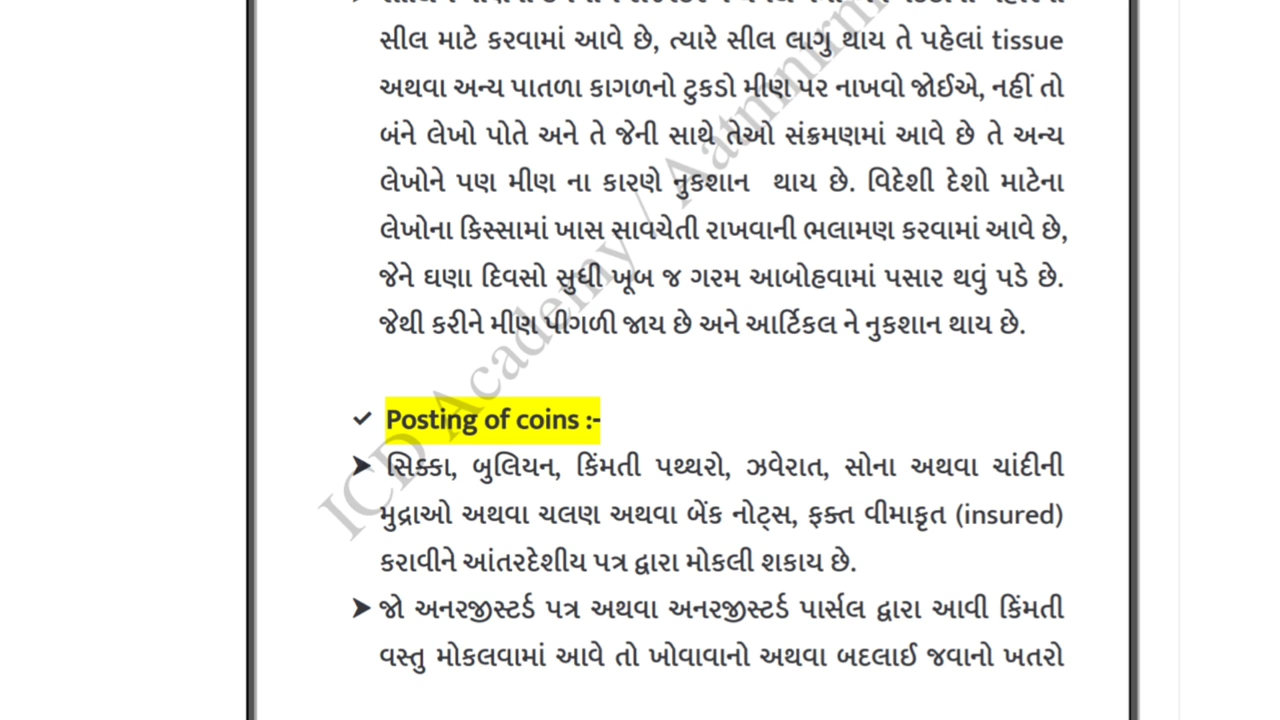 સીલ માટે કરવામાં આવે છે, ત્યારે સીલ લાગુ થાય તે પહેલાં tissue
અથવા અન્ય પાતળા કાગળનો ટુકડો મીણ પર નાખવો જોઈએ, નહીં તો
બંને લેખો પોતે અને તે જેની સાથે તેઓ સંક્રમણમાં આવે છે તે અન્ય
લેખોને પણ મીણ ના કારણે નુકશાન થાય છે. વિદેશી દેશો માટેના
લેખોના કિસ્સામાં ખાસ સાવચેતી રાખવાની ભલામણ કરવામાં આવે છે,
જેને ઘણા દિવસો સુધી ખૂબ જ ગરમ આબોહવામાં પસાર થવું પડે છે.
જેથી કરીને મીણ પીગળી જાય છે અને આર્ટિકલ ને નુકશાન થાય છે.
✓ Posting of coins :-
➤ સિક્કા, બુલિયન, કિંમતી પથ્થરો, ઝવેરાત, સોના અથવા ચાંદીની
મુદ્રાઓ અથવા ચલણ અથવા બેંક નોટ્સ, ફક્ત વીમાકૃત (insured)
કરાવીને આંતરદેશીય પત્ર દ્વારા મોકલી શકાય છે.
➤ જો અનરજીસ્ટર્ડ પત્ર અથવા અનરજીસ્ટર્ડ પાર્સલ દ્વારા આવી કિંમતી
વસ્તુ મોકલવામાં આવે તો ખોવાવાનો અથવા બદલાઈ જવાનો ખતરો
ICD Academy /